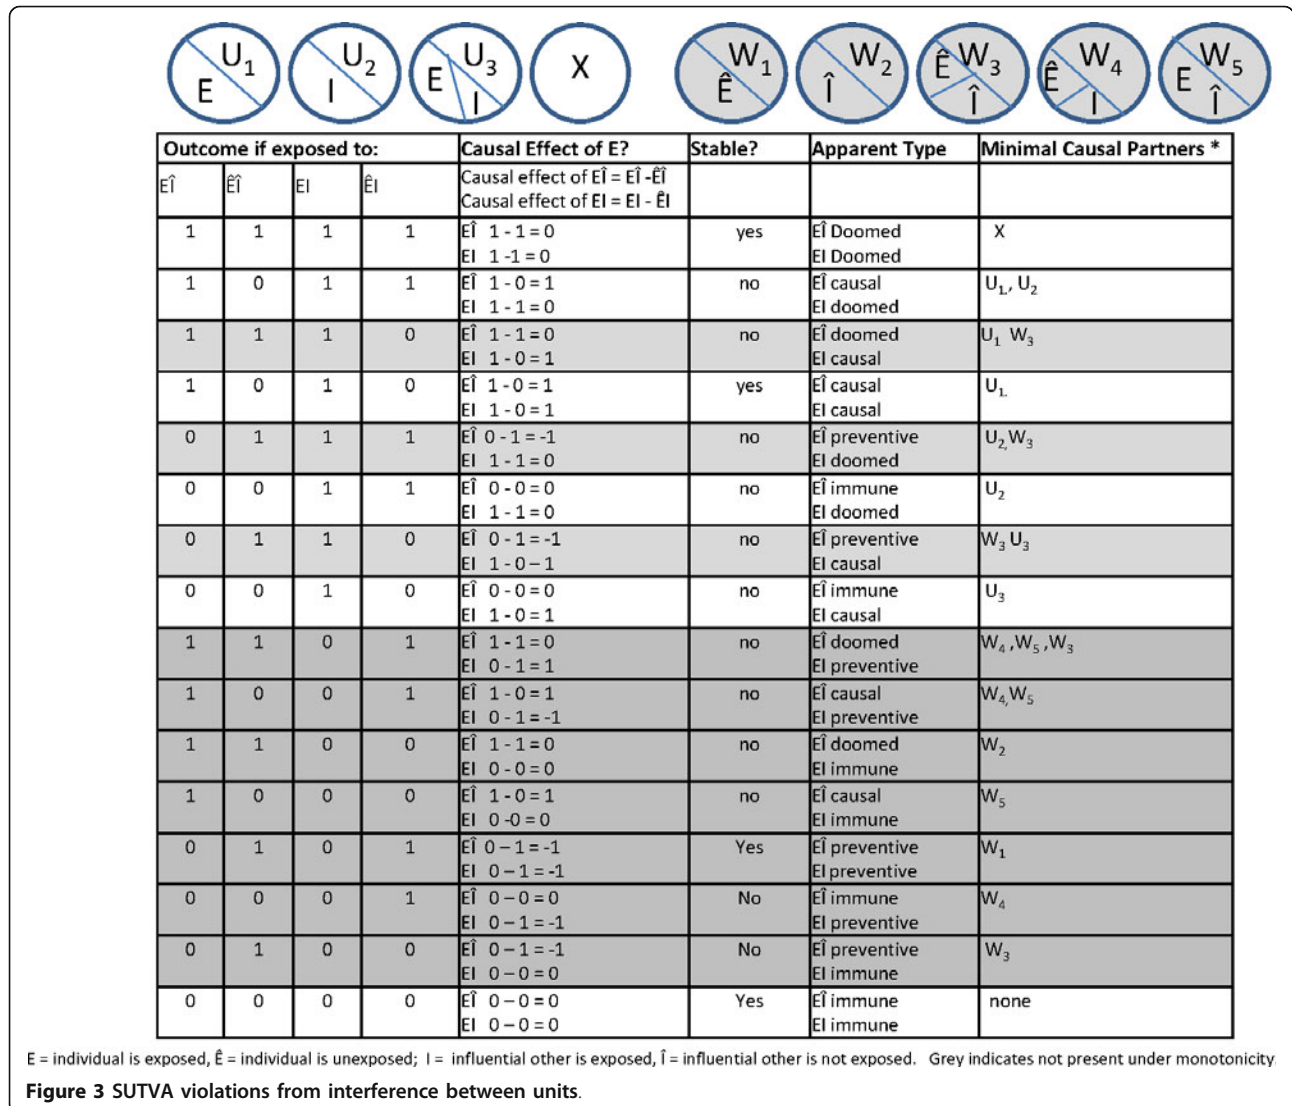 U1 E
U2 I
U3 E I
X
W1 Ê
W2 Î
Ê W3 Î
Ê W4 I
W5 E Î
Outcome if exposed to: Causal Effect of E? Stable? Apparent Type Minimal Causal Partners *
EÎ ÊÎ EI ÊI Causal effect of EÎ = EÎ -ÊÎ
Causal effect of EI = EI - ÊI
1 1 1 1 EÎ 1 - 1 = 0 yes EÎ Doomed X
EI 1 -1 = 0 EI Doomed
1 0 1 1 EÎ 1 - 0 = 1 no EÎ causal U1., U2
EI 1 - 1 = 0 EI doomed
1 1 1 0 EÎ 1 - 1 = 0 no EÎ doomed U1 W3
EI 1 - 0 = 1 EI causal
1 0 1 0 EÎ 1 - 0 = 1 yes EÎ causal U1.
EI 1 - 0 = 1 EI causal
0 1 1 1 EÎ 0 - 1 = -1 no EÎ preventive U2,W3
EI 1 - 1 = 0 EI doomed
0 0 1 1 EÎ 0 - 0 = 0 no EÎ immune U2
EI 1 - 1 = 0 EI doomed
0 1 1 0 EÎ 0 - 1 = -1 no EÎ preventive W3 U3
EI 1 - 0 – 1 EI causal
0 0 1 0 EÎ 0 - 0 = 0 no EÎ immune U3
EI 1 - 0 = 1 EI causal
1 1 0 1 EÎ 1 - 1 = 0 no EÎ doomed W4 ,W5 ,W3
EI 0 - 1 = 1 EI preventive
1 0 0 1 EÎ 1 - 0 = 1 no EÎ causal W4,W5
EI 0 - 1 = -1 EI preventive
1 1 0 0 EÎ 1 - 1 = 0 no EÎ doomed W2
EI 0 - 0 = 0 EI immune
1 0 0 0 EÎ 1 - 0 = 1 no EÎ causal W5
EI 0 -0 = 0 EI immune
0 1 0 1 EÎ 0 – 1 = -1 Yes EÎ preventive W1
EI 0 – 1 = -1 EI preventive
0 0 0 1 EÎ 0 – 0 = 0 No EÎ immune W4
EI 0 – 1 = -1 EI preventive
0 1 0 0 EÎ 0 – 1 = -1 No EÎ preventive W3
EI 0 – 0 = 0 EI immune
0 0 0 0 EÎ 0 – 0 = 0 Yes EÎ immune none
EI 0 – 0 = 0 EI immune
E = individual is exposed, Ê = individual is unexposed; I = influential other is exposed, Î = influential other is not exposed. Grey indicates not present under monotonicity.
Figure 3 SUTVA violations from interference between units.